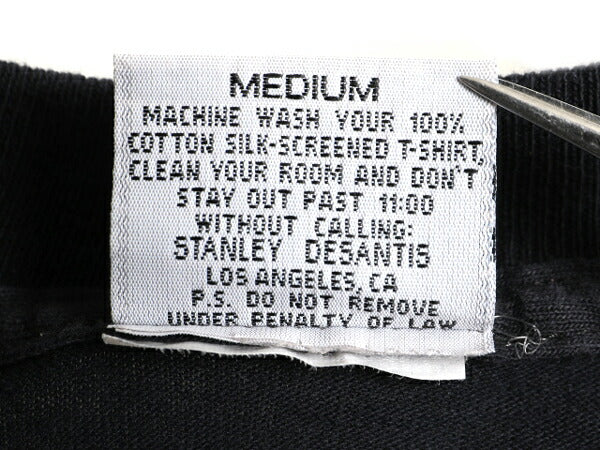 MEDIUM
MACHINE WASH YOUR 100%
COTTON SILK-SCREENED T-SHIRT,
CLEAN YOUR ROOM AND DON'T
STAY OUT PAST 11:00
WITHOUT CALLING:
STANLEY DESANTIS
LOS ANGELES, CA
P.S. DO NOT REMOVE
UNDER PENALTY OF LAW